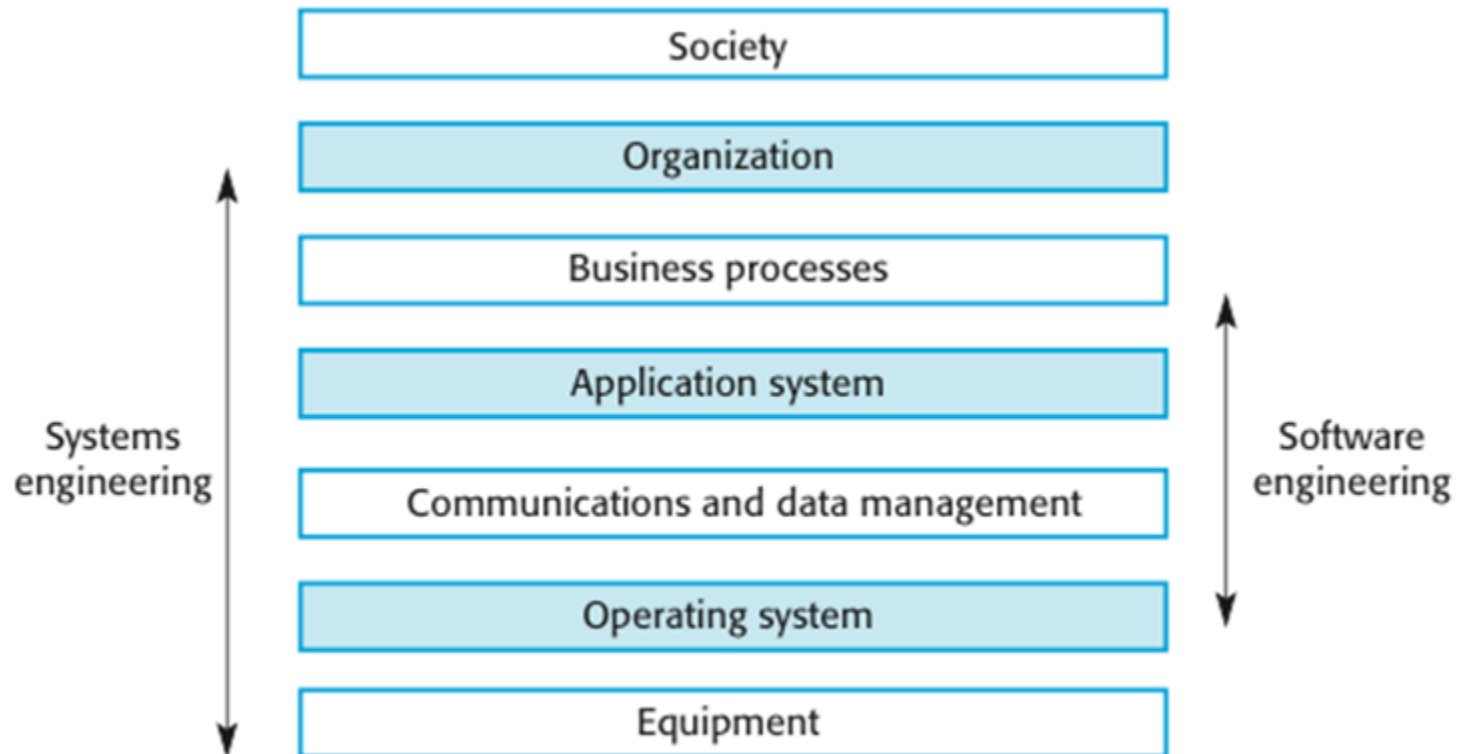 Society
Organization
Business processes
Application system
Systems
engineering
Software
engineering
Communications and data management
Operating system
Equipment